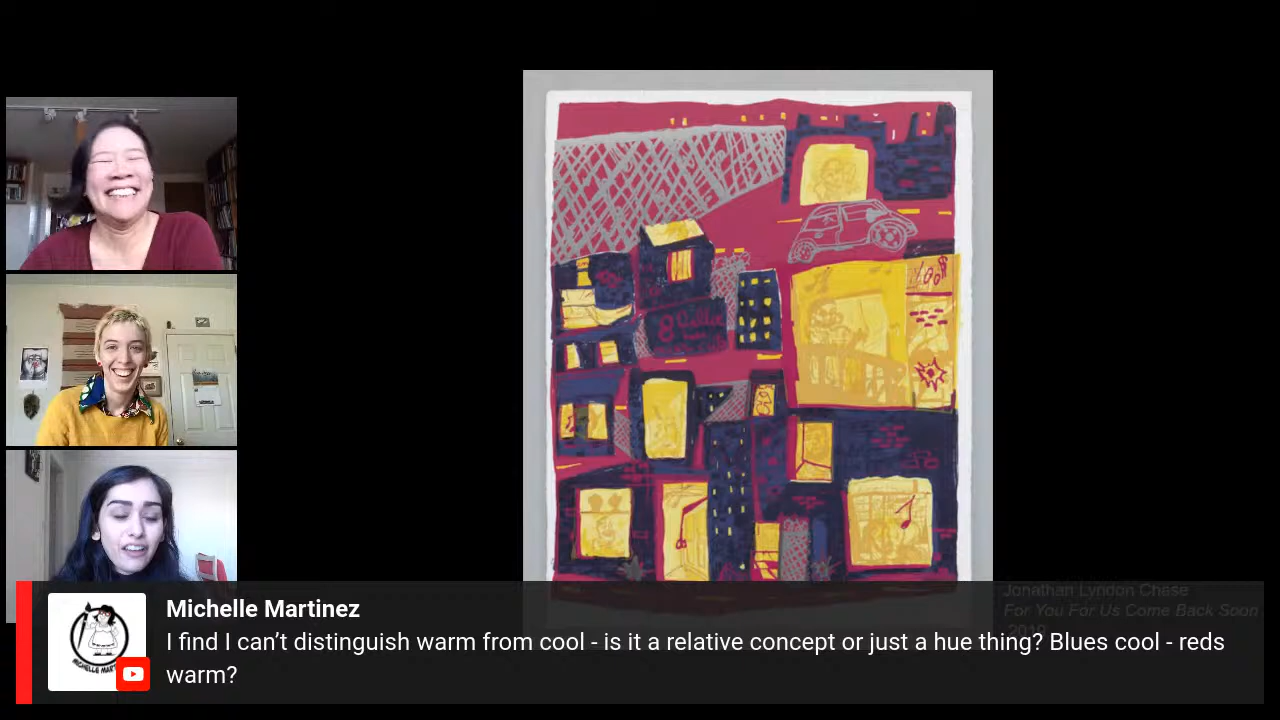 Jonathan Lyndon Chase
For You For Us Come Back Soon
2019
Michelle Martinez
I find I can’t distinguish warm from cool - is it a relative concept or just a hue thing? Blues cool - reds
warm?